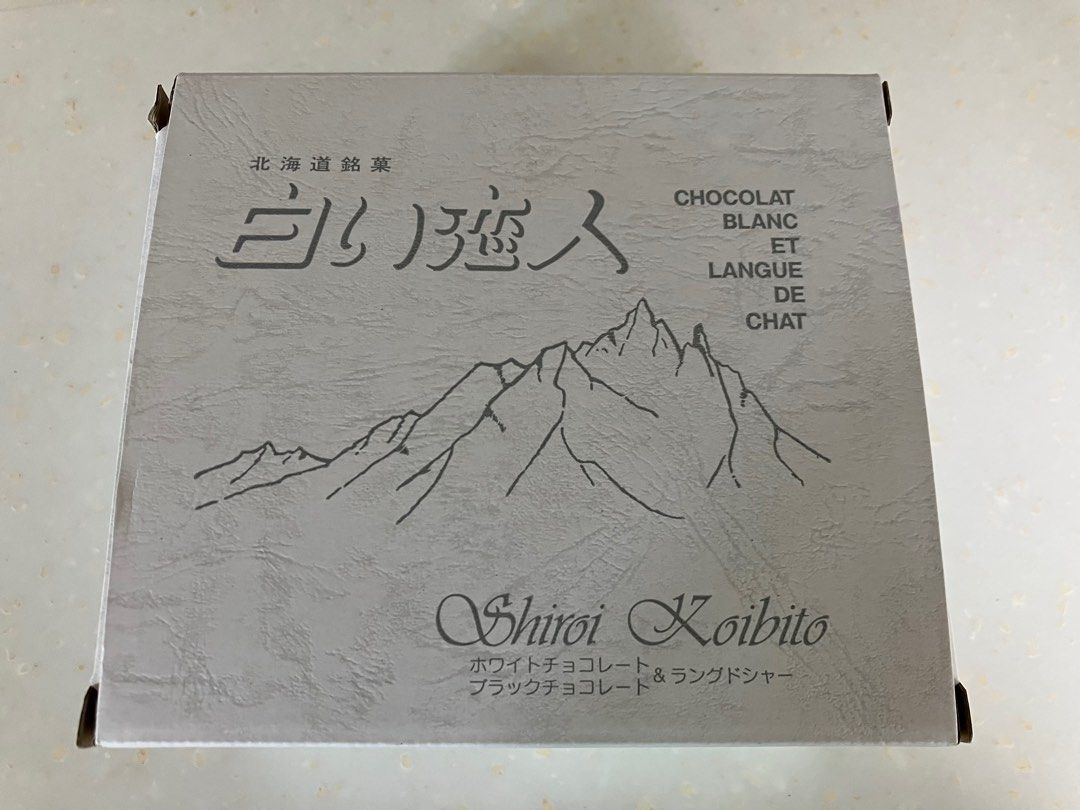 北海道銘菓
白い恋人
CHOCOLAT
BLANC
ET
LANGUE
DE
CHAT
Shiroi Koibito
ホワイトチョコレート
ブラックチョコレート
&ラングドシャー